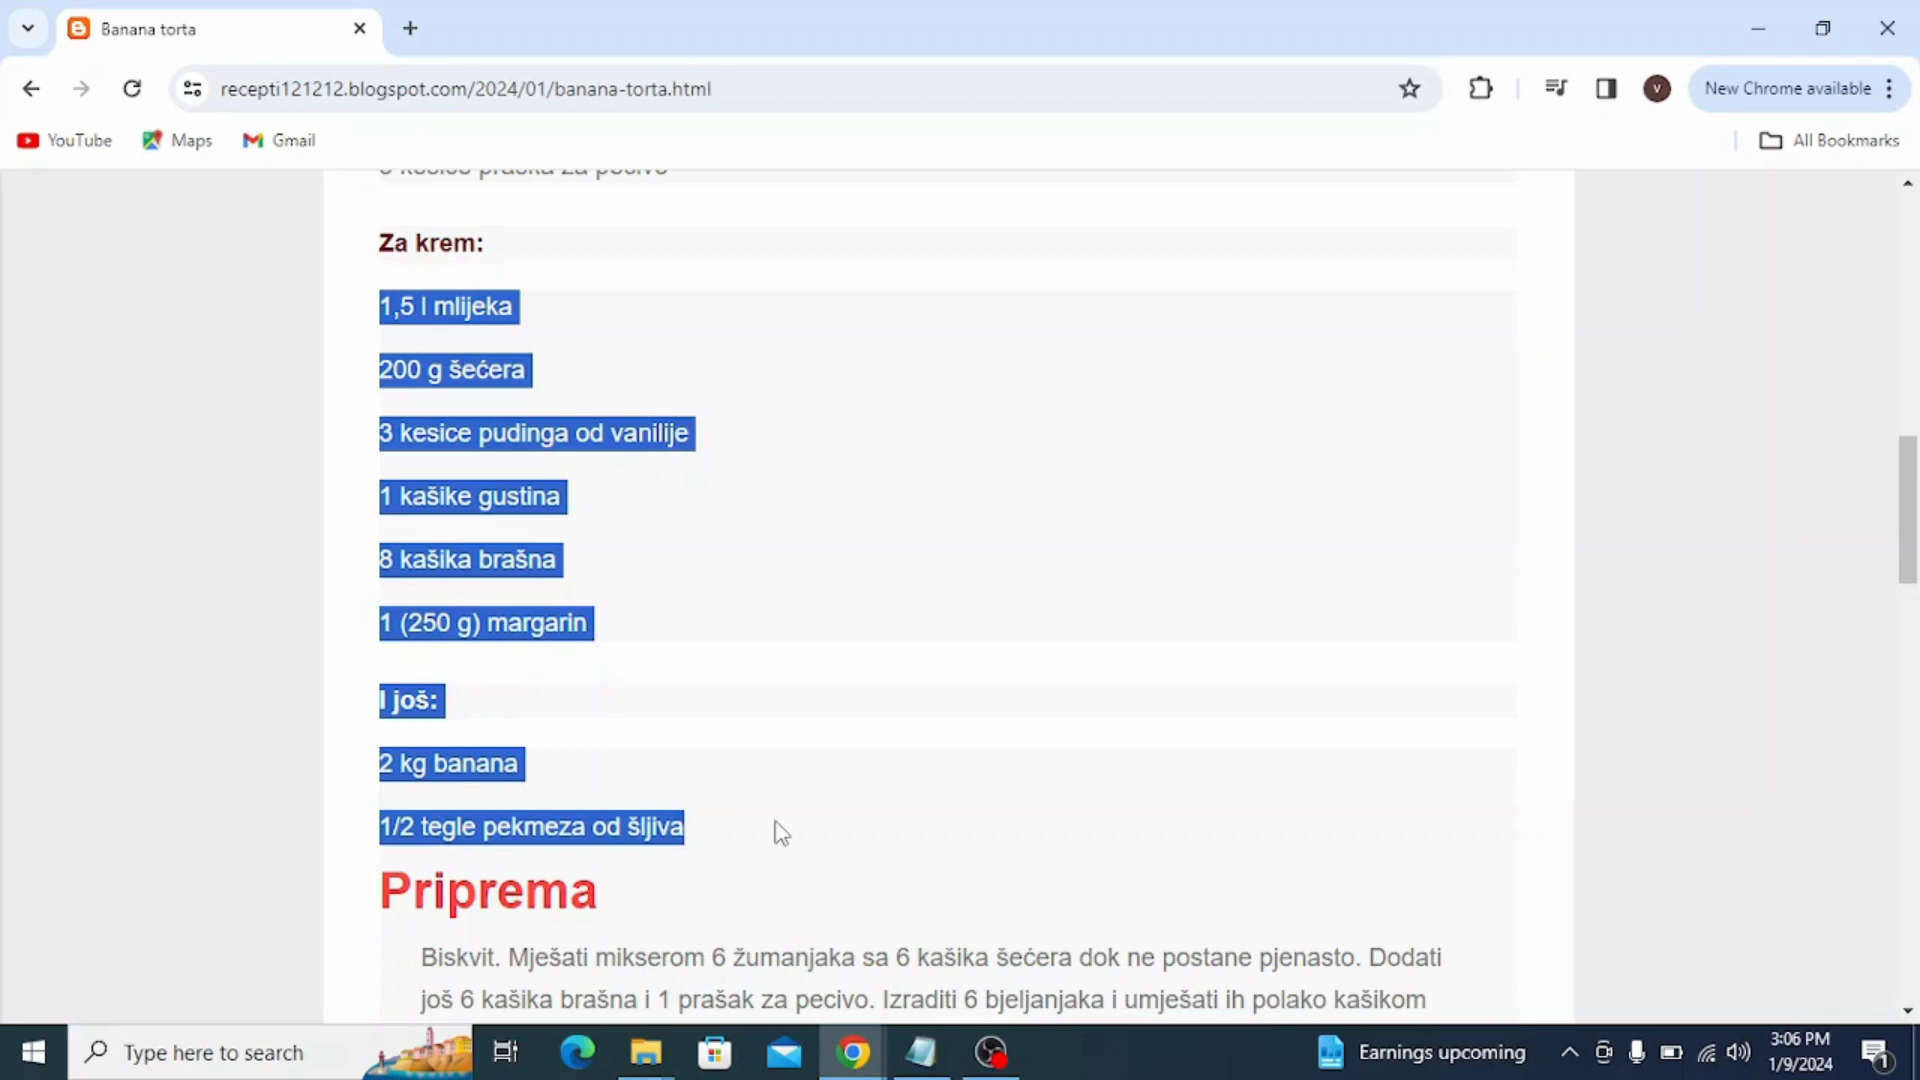 Banana torta
recepti121212.blogspot.com/2024/01/banana-torta.html
New Chrome available
YouTube
Maps
Gmail
All Bookmarks
Za krem:
1,5 l mlijeka
200 g šećera
3 kesice pudinga od vanilije
1 kašike gustina
8 kašika brašna
1 (250 g) margarin
I još:
2 kg banana
1/2 tegle pekmeza od šljiva
Priprema
Biskvit. Mješati mikserom 6 žumanjaka sa 6 kašika šećera dok ne postane pjenasto. Dodati
još 6 kašika brašna i 1 prašak za pecivo. Izraditi 6 bjeljanjaka i umješati ih polako kašikom
Type here to search
Earnings upcoming
3:06 PM
1/9/2024
1